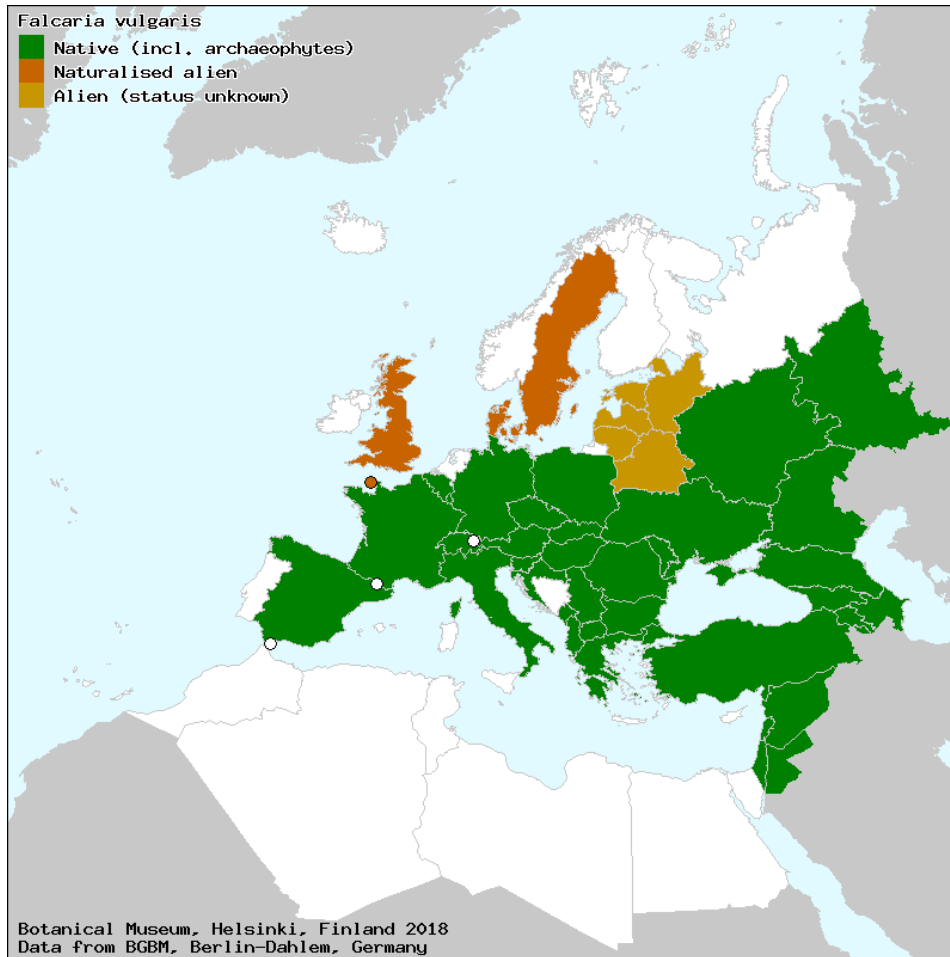 Falcaria vulgaris
Native (incl. archaeophytes)
Naturalised alien
Alien (status unknown)
Botanical Museum, Helsinki, Finland 2018
Data from BGBM, Berlin-Dahlem, Germany